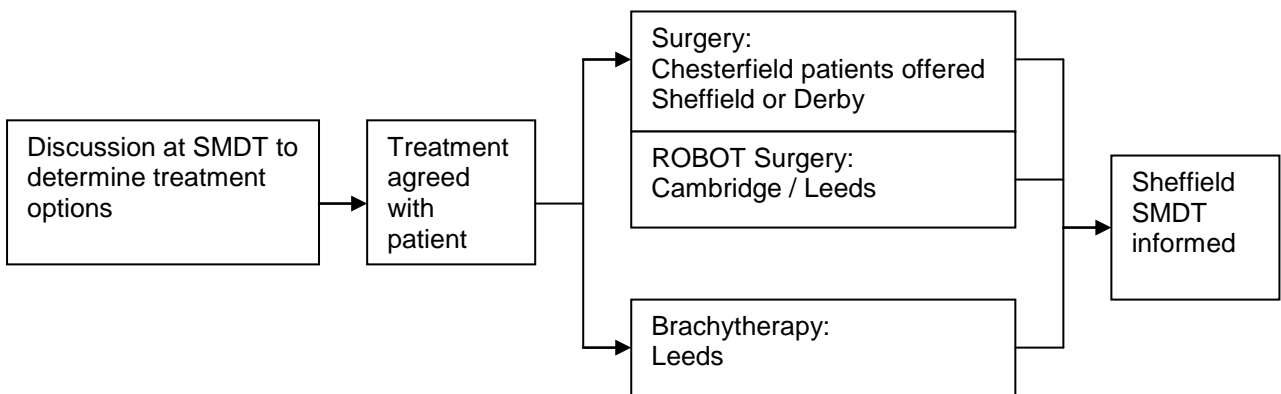 Discussion at SMDT to
determine treatment
options
Treatment
agreed
with
patient
Surgery:
Chesterfield patients offered
Sheffield or Derby
ROBOT Surgery:
Cambridge / Leeds
Brachytherapy:
Leeds
Sheffield
SMDT
informed